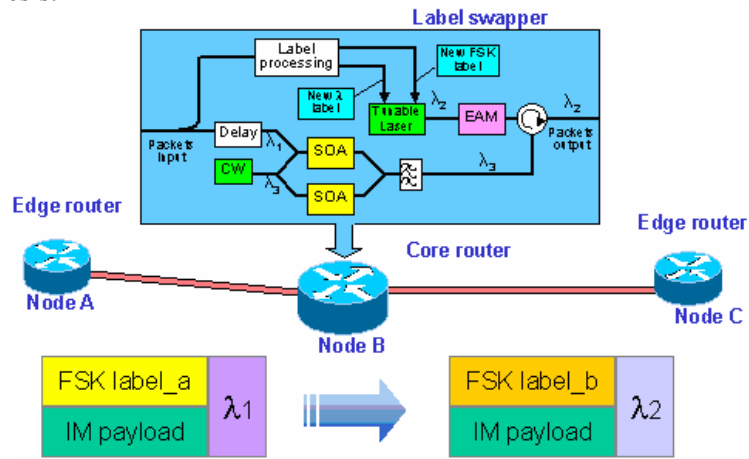 Label swapper
Label
processing
New FSK
label
New λ
label
λ2
λ2
Tunable
Laser
EAM
Packets
input
Delay
λ1
SOA
Packets
output
λ3
CW
λ3
SOA
Edge router
Edge router
Core router
Node A
Node C
Node B
FSK label_a
λ1
IM payload
FSK label_b
λ2
IM payload